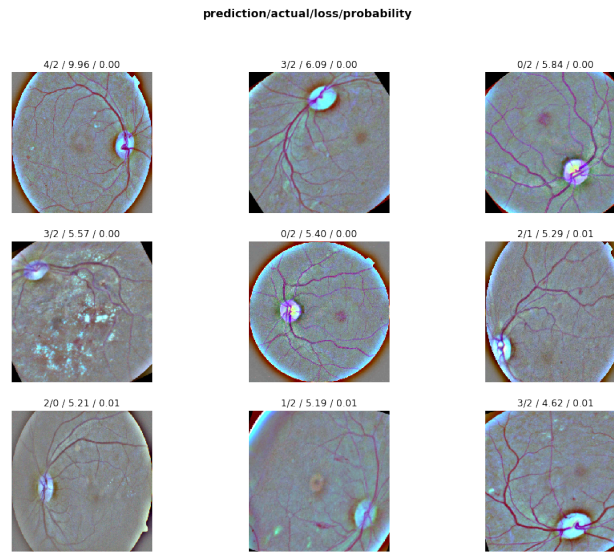 prediction/actual/loss/probability
4/2 / 9.96 / 0.00
3/2 / 6.09 / 0.00
0/2 / 5.84 / 0.00
3/2 / 5.57 / 0.00
0/2 / 5.40 / 0.00
2/1 / 5.29 / 0.01
2/0 / 5.21 / 0.01
1/2 / 5.19 / 0.01
3/2 / 4.62 / 0.01